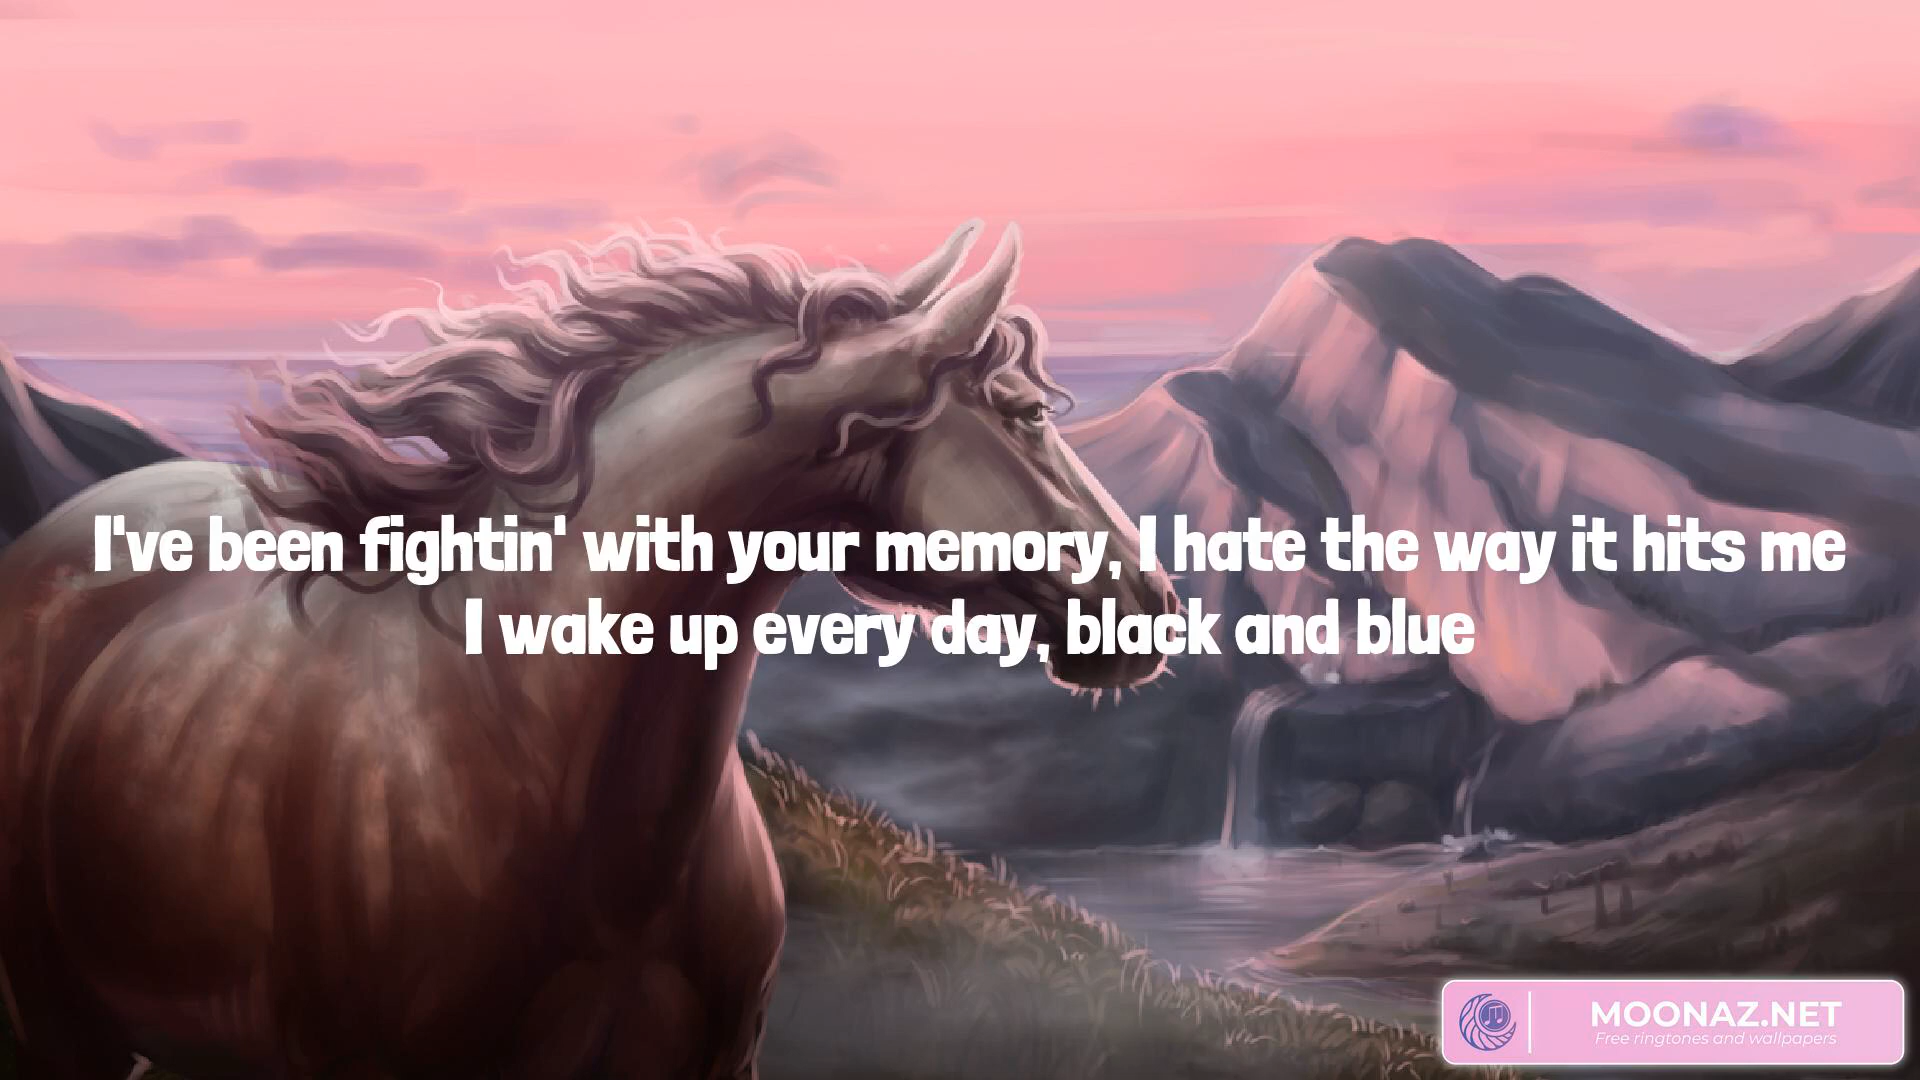 I've been fightin' with your memory, I hate the way it hits me
I wake up every day, black and blue
MOONAZ.NET
Free ringtones and wallpapers